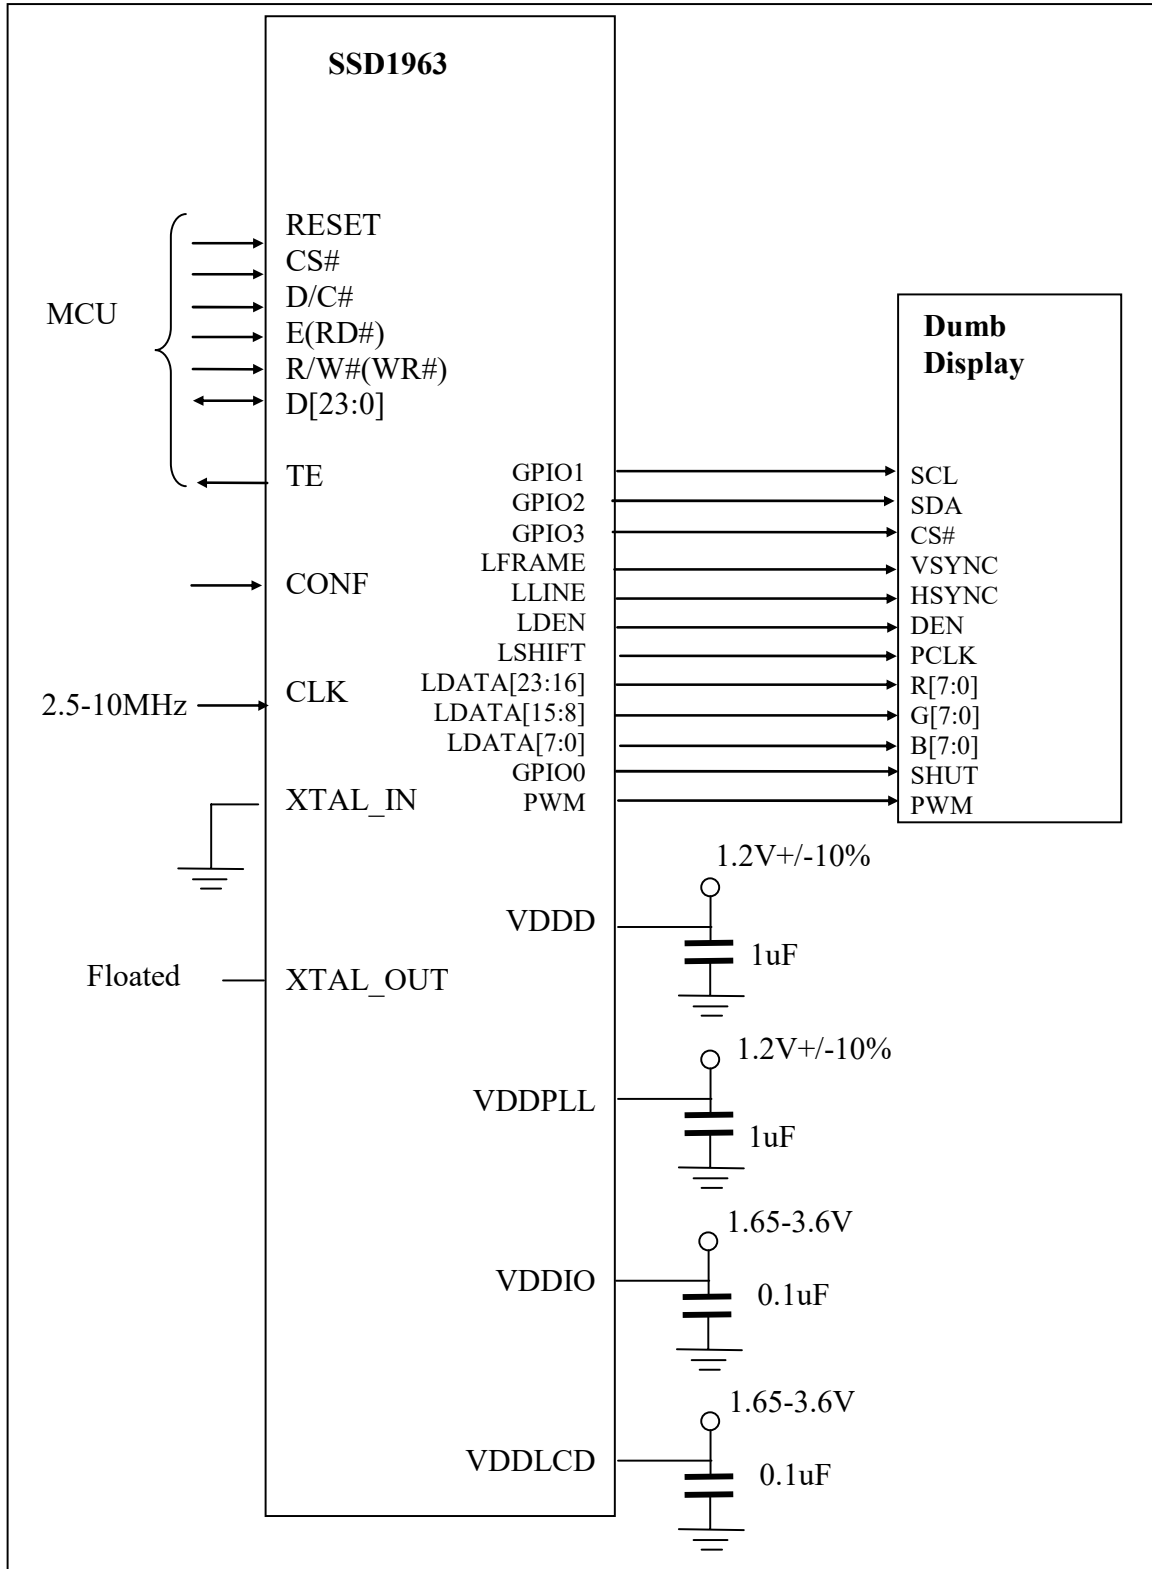 SSD1963
MCU
RESET
CS#
D/C#
E(RD#)
R/W#(WR#)
D[23:0]
TE
CONF
2.5-10MHz
CLK
XTAL_IN
Floated
XTAL_OUT
GPIO1
GPIO2
GPIO3
LFRAME
LLINE
LDEN
LSHIFT
LDATA[23:16]
LDATA[15:8]
LDATA[7:0]
GPIO0
PWM
Dumb
Display
SCL
SDA
CS#
VSYNC
HSYNC
DEN
PCLK
R[7:0]
G[7:0]
B[7:0]
SHUT
PWM
1.2V+/-10%
VDDD
1uF
1.2V+/-10%
VDDPLL
1uF
1.65-3.6V
VDDIO
0.1uF
1.65-3.6V
VDDLCD
0.1uF